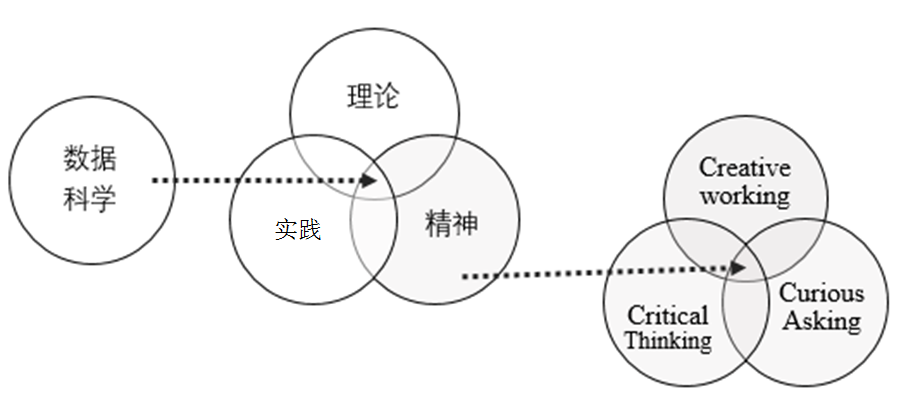 数据
科学
理论
实践
精神
Creative
working
Critical
Thinking
Curious
Asking